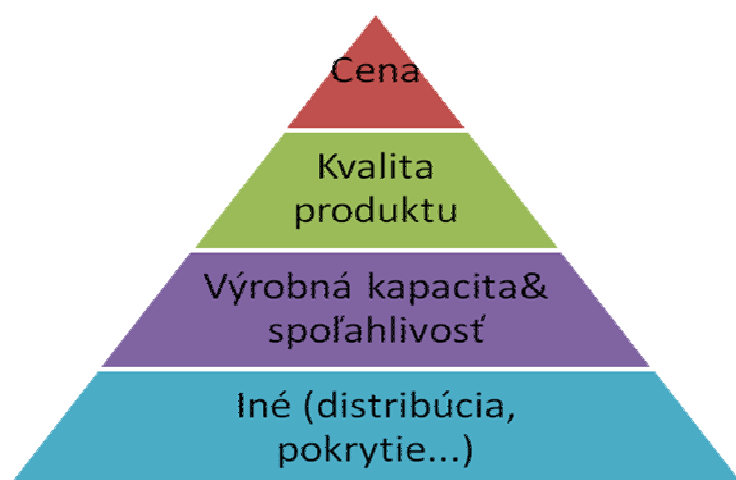 Cena
Kvalita
produktu
Výrobná kapacita&
spoľahlivosť
Iné (distribúcia,
pokrytie...)